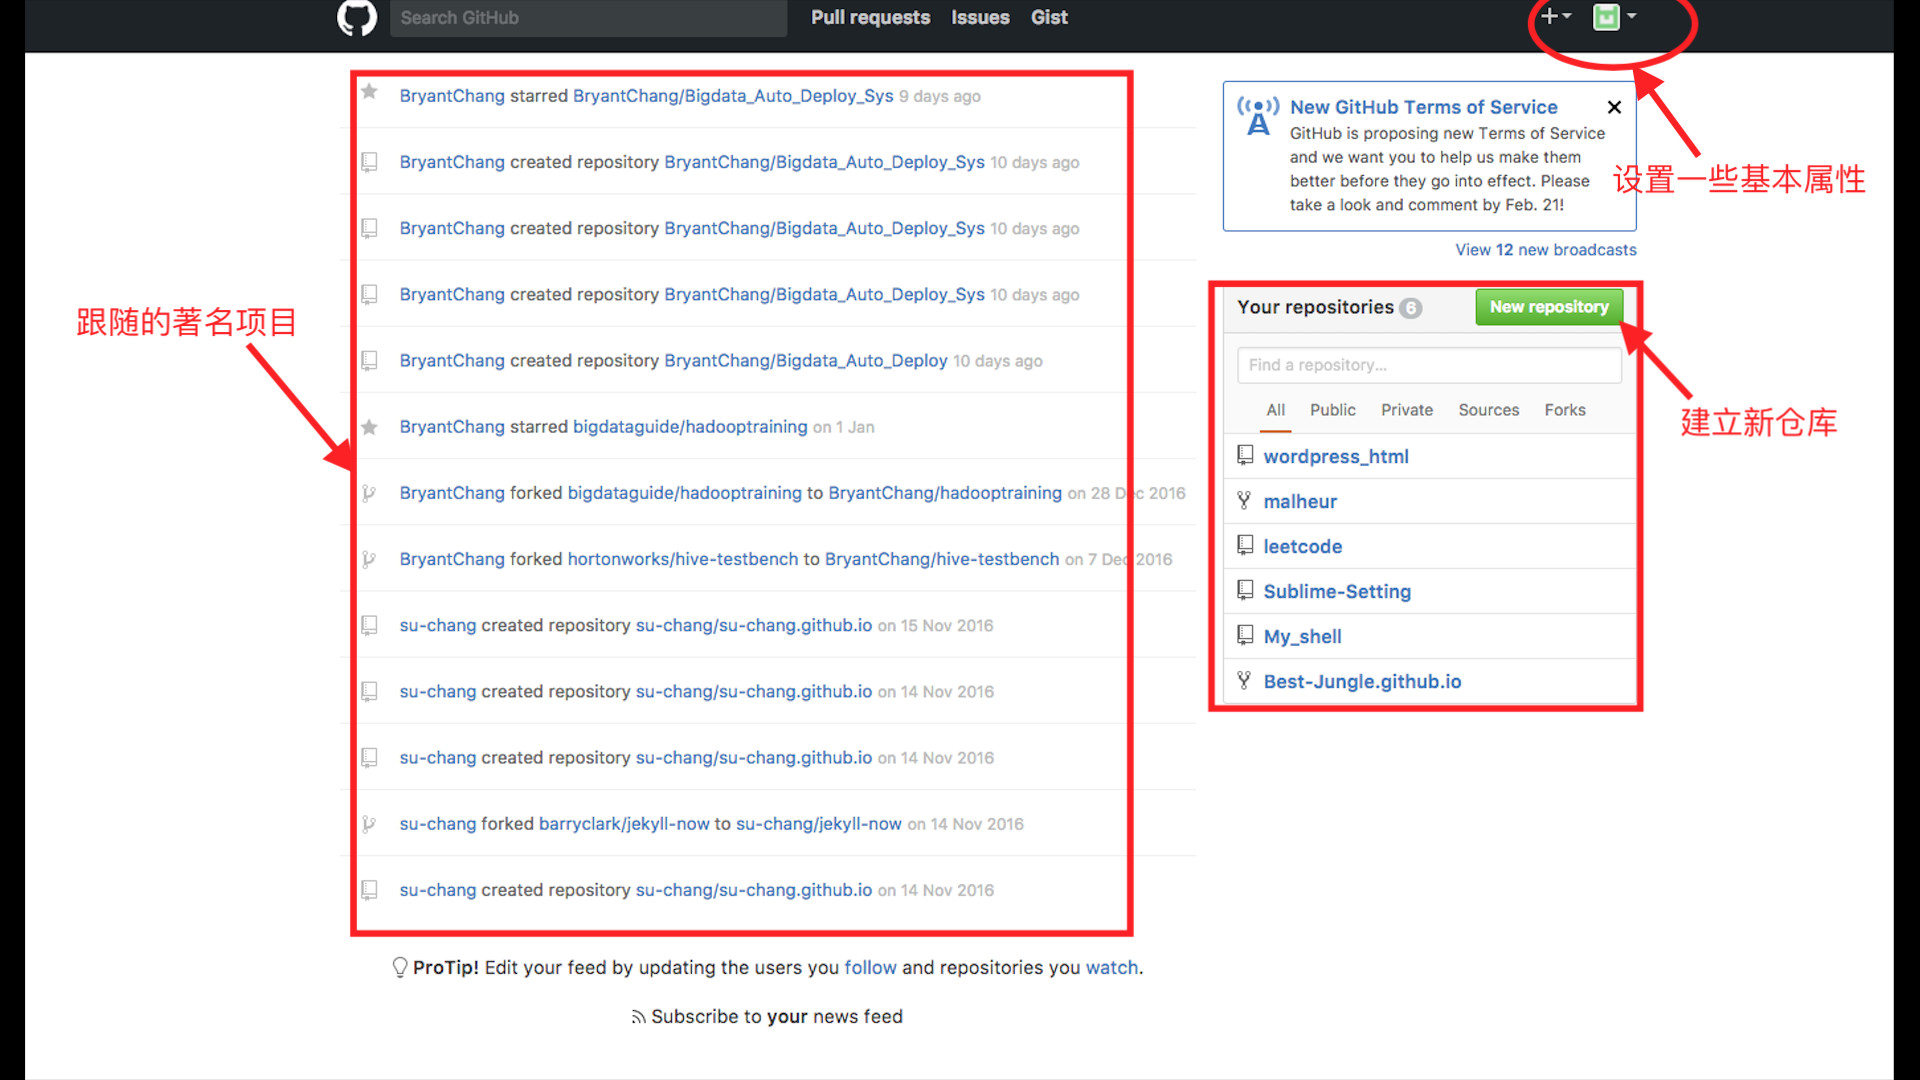 Search GitHub
Pull requests Issues Gist
BryantChang starred BryantChang/Bigdata_Auto_Deploy_Sys 9 days ago
BryantChang created repository BryantChang/Bigdata_Auto_Deploy_Sys 10 days ago
BryantChang created repository BryantChang/Bigdata_Auto_Deploy_Sys 10 days ago
BryantChang created repository BryantChang/Bigdata_Auto_Deploy_Sys 10 days ago
BryantChang created repository BryantChang/Bigdata_Auto_Deploy 10 days ago
BryantChang starred bigdataguide/hadooptraining on 1 Jan
BryantChang forked bigdataguide/hadooptraining to BryantChang/hadooptraining on 28 Dec 2016
BryantChang forked hortonworks/hive-testbench to BryantChang/hive-testbench on 7 Dec 2016
su-chang created repository su-chang/su-chang.github.io on 15 Nov 2016
su-chang created repository su-chang/su-chang.github.io on 14 Nov 2016
su-chang created repository su-chang/su-chang.github.io on 14 Nov 2016
su-chang forked barryclark/jekyll-now to su-chang/jekyll-now on 14 Nov 2016
su-chang created repository su-chang/su-chang.github.io on 14 Nov 2016
ProTip! Edit your feed by updating the users you follow and repositories you watch.
Subscribe to your news feed
跟随的著名项目
New GitHub Terms of Service
GitHub is proposing new Terms of Service
and we want you to help us make them
better before they go into effect. Please
take a look and comment by Feb. 21!
View 12 new broadcasts
设置一些基本属性
Your repositories 6
New repository
Find a repository...
All Public Private Sources Forks
wordpress_html
malheur
leetcode
Sublime-Setting
My_shell
Best-Jungle.github.io
建立新仓库